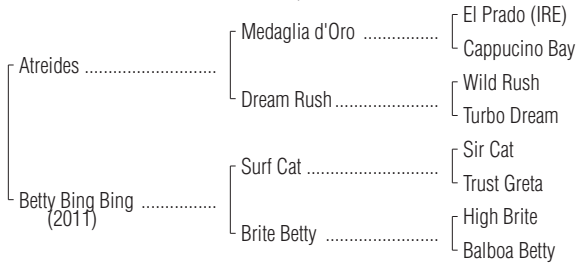 El Prado (IRE)
Medaglia d'Oro ................
Cappucino Bay
Atreides ............................
Wild Rush
Dream Rush......................
Turbo Dream
Sir Cat
Surf Cat ............................
Trust Greta
Betty Bing Bing ................
(2011)
High Brite
Brite Betty ........................
Balboa Betty